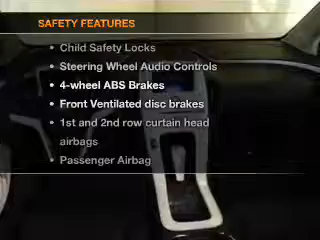 SAFETY FEATURES
• Child Safety Locks
• Steering Wheel Audio Controls
• 4-wheel ABS Brakes
• Front Ventilated disc brakes
• 1st and 2nd row curtain head
airbags
• Passenger Airbag